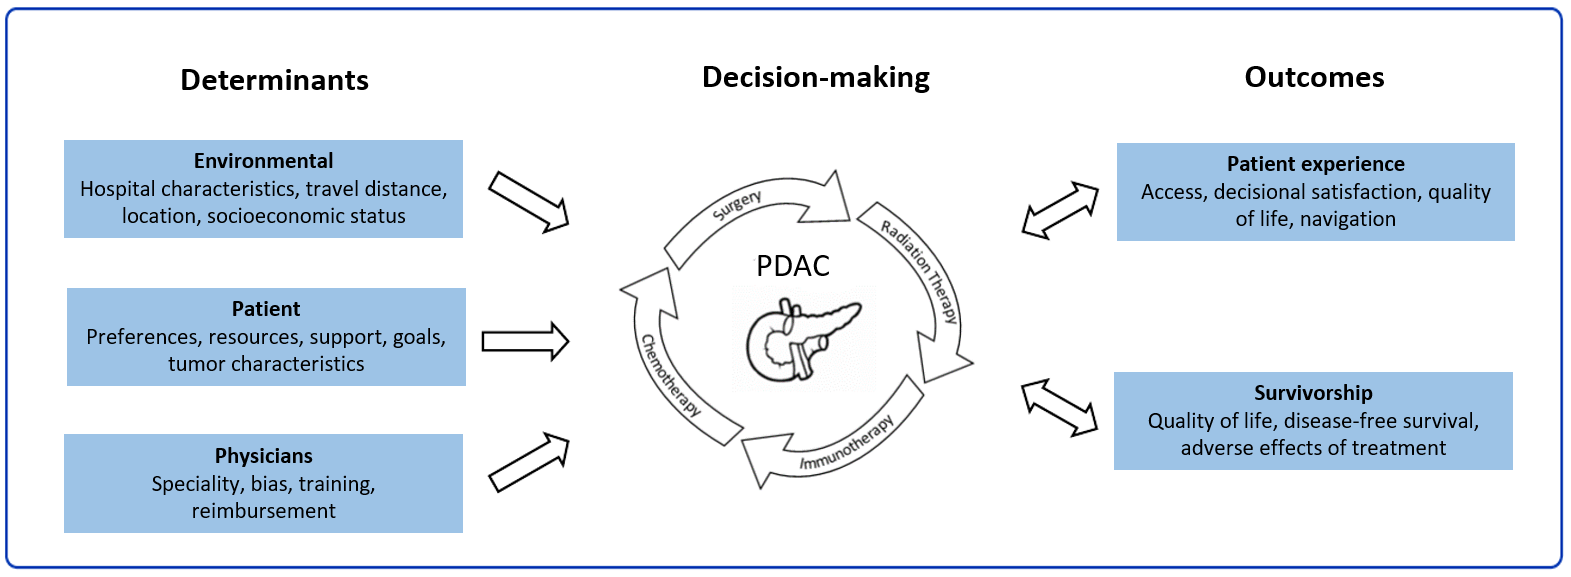 Determinants
Environmental
Hospital characteristics, travel distance,
location, socioeconomic status
Patient
Preferences, resources, support, goals,
tumor characteristics
Physicians
Speciality, bias, training,
reimbursement
Decision-making
Surgery
Radiation Therapy
PDAC
Chemotherapy
Immunotherapy
Outcomes
Patient experience
Access, decisional satisfaction, quality
of life, navigation
Survivorship
Quality of life, disease-free survival,
adverse effects of treatment